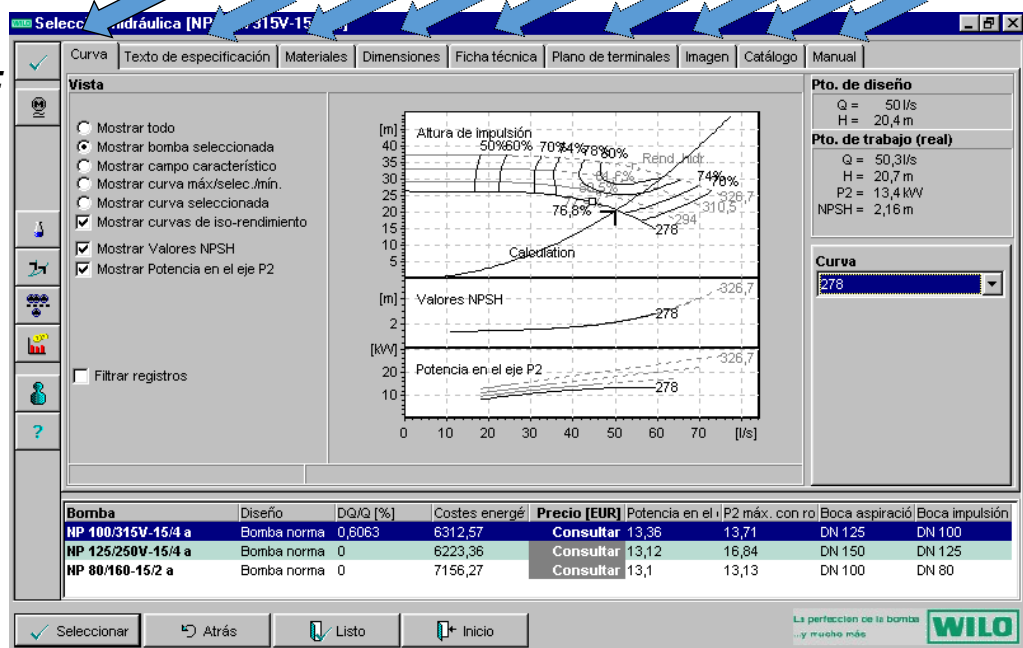 Curva Texto de especificación Materiales Dimensiones Ficha técnica Plano de terminales Imagen Catálogo Manual
Vista
Mostrar todo
Mostrar bomba seleccionada
Mostrar campo característico
Mostrar curva máx/selec./mín.
Mostrar curva seleccionada
Mostrar curvas de iso-rendimiento
Mostrar Valores NPSH
Mostrar Potencia en el eje P2
Filtrar registros
[m] Altura de impulsión
50% 60% 70% 74% 78% 80%
Rend. hidr.
40
35
30
25
20
15
10
5
74%
78%
76,8%
326,7
310,5
294
278
Calculation
[m] Valores NPSH
2
326,7
278
[kW]
Potencia en el eje P2
20
10
326,7
278
0 10 20 30 40 50 60 70 [l/s]
Pto. de diseño
Q = 50 l/s
H = 20,4 m
Pto. de trabajo (real)
Q = 50,3 l/s
H = 20,7 m
P2 = 13,4 kW
NPSH = 2,16 m
Curva
278
Bomba Diseño DQ/Q [%] Costes energé Precio [EUR] Potencia en el P2 máx. con ro Boca aspiració Boca impulsión
NP 100/315V-15/4 a Bomba norma 0,6063 6312,57 Consultar 13,36 13,71 DN 125 DN 100
NP 125/250V-15/4 a Bomba norma 0 6223,36 Consultar 13,12 16,84 DN 150 DN 125
NP 80/160-15/2 a Bomba norma 0 7156,27 Consultar 13,1 13,13 DN 100 DN 80
Seleccionar Atrás Listo Inicio
La perfección de la bomba
...y mucho más
WILO